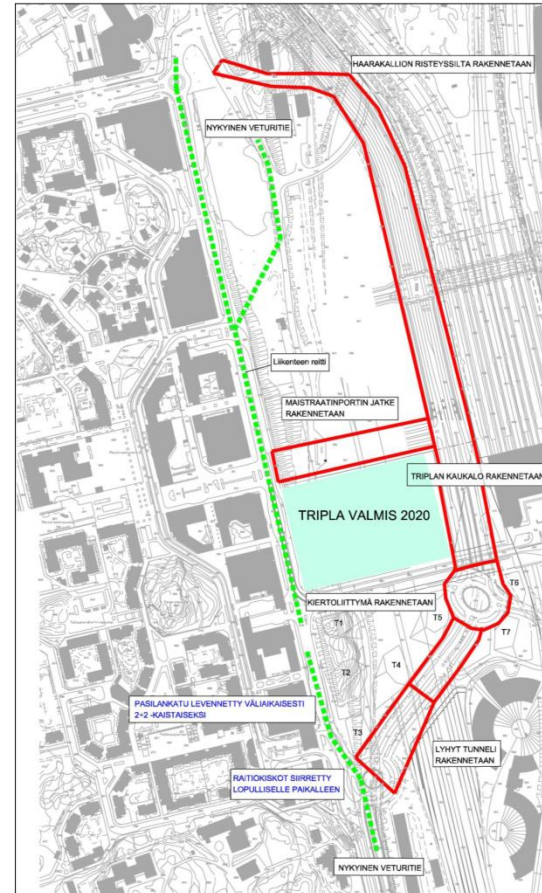 HAARAKALLION RISTEYSSILTA RAKENNETAAN
NYKYINEN VETURITIE
Liikenteen reitti
MAISTRAATINPORTIN JATKE
RAKENNETAAN
TRIPLAN KAUKALO RAKENNETAAN
TRIPLA VALMIS 2020
KIERTOLIITTYMÄ RAKENNETAAN
T6
T5
T1
T7
T2
T4
PASILANKATU LEVENNETTY VÄLIAIKAISESTI
2+2 -KAISTAISEKSI
T3
LYHYT TUNNELI
RAKENNETAAN
RAITIOKISKOT SIIRRETTY
LOPULLISELLE PAIKALLEEN
NYKYINEN VETURITIE